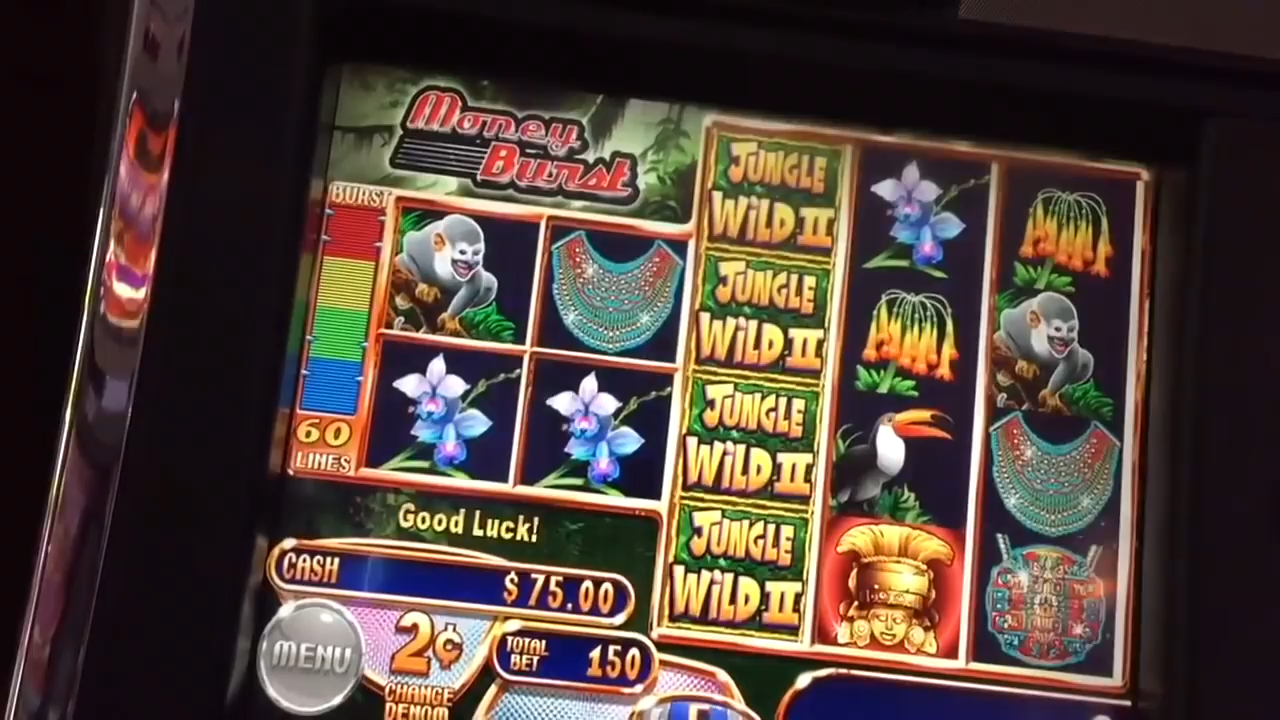 Money
Burst
BURST
60
LINES
JUNGLE
WILD II
JUNGLE
WILD II
JUNGLE
WILD II
JUNGLE
WILD II
GOOD LUCK!
CASH
$75.00
MENU
2¢
CHANGE
DENOM
TOTAL
BET
150